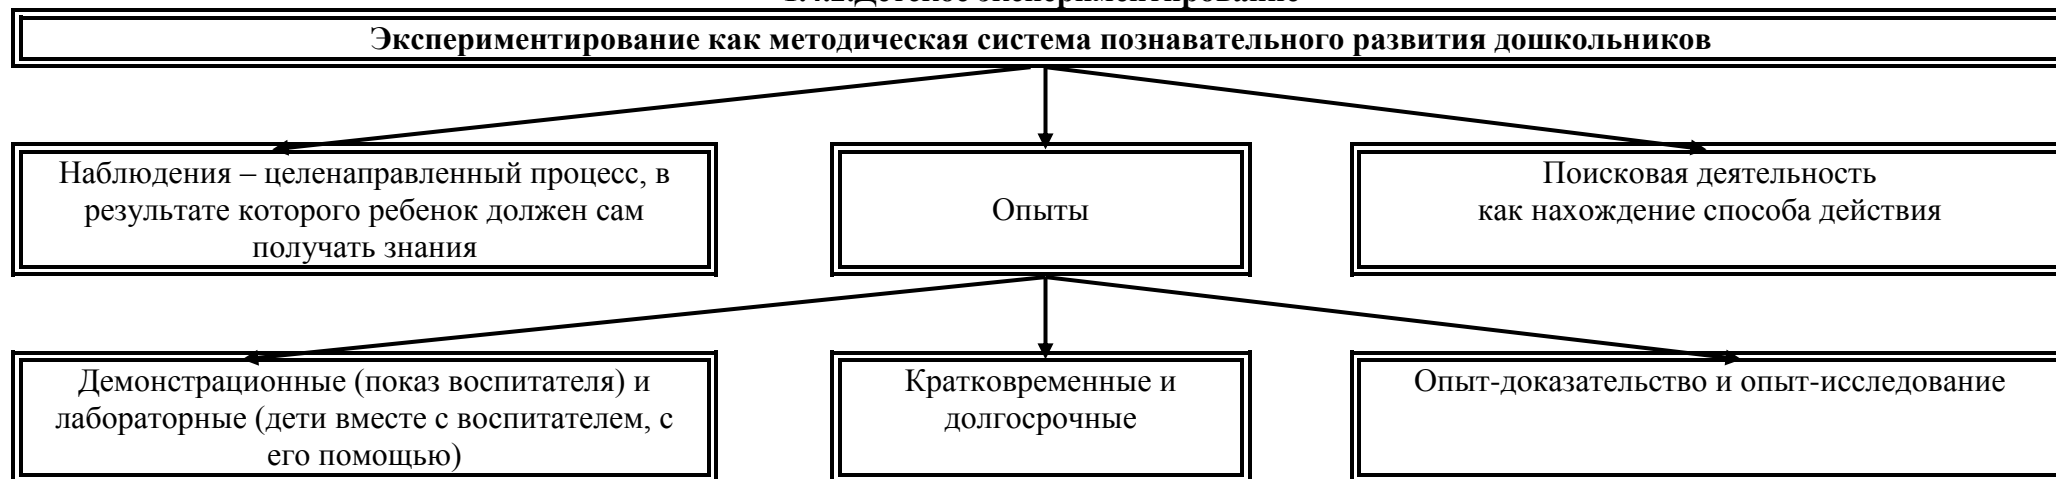 Детское экспериментирование
Экспериментирование как методическая система познавательного развития дошкольников
Наблюдения – целенаправленный процесс, в
результате которого ребенок должен сам
получать знания
Опыты
Поисковая деятельность
как нахождение способа действия
Демонстрационные (показ воспитателя) и
лабораторные (дети вместе с воспитателем, с
его помощью)
Кратковременные и
долгосрочные
Опыт-доказательство и опыт-исследование